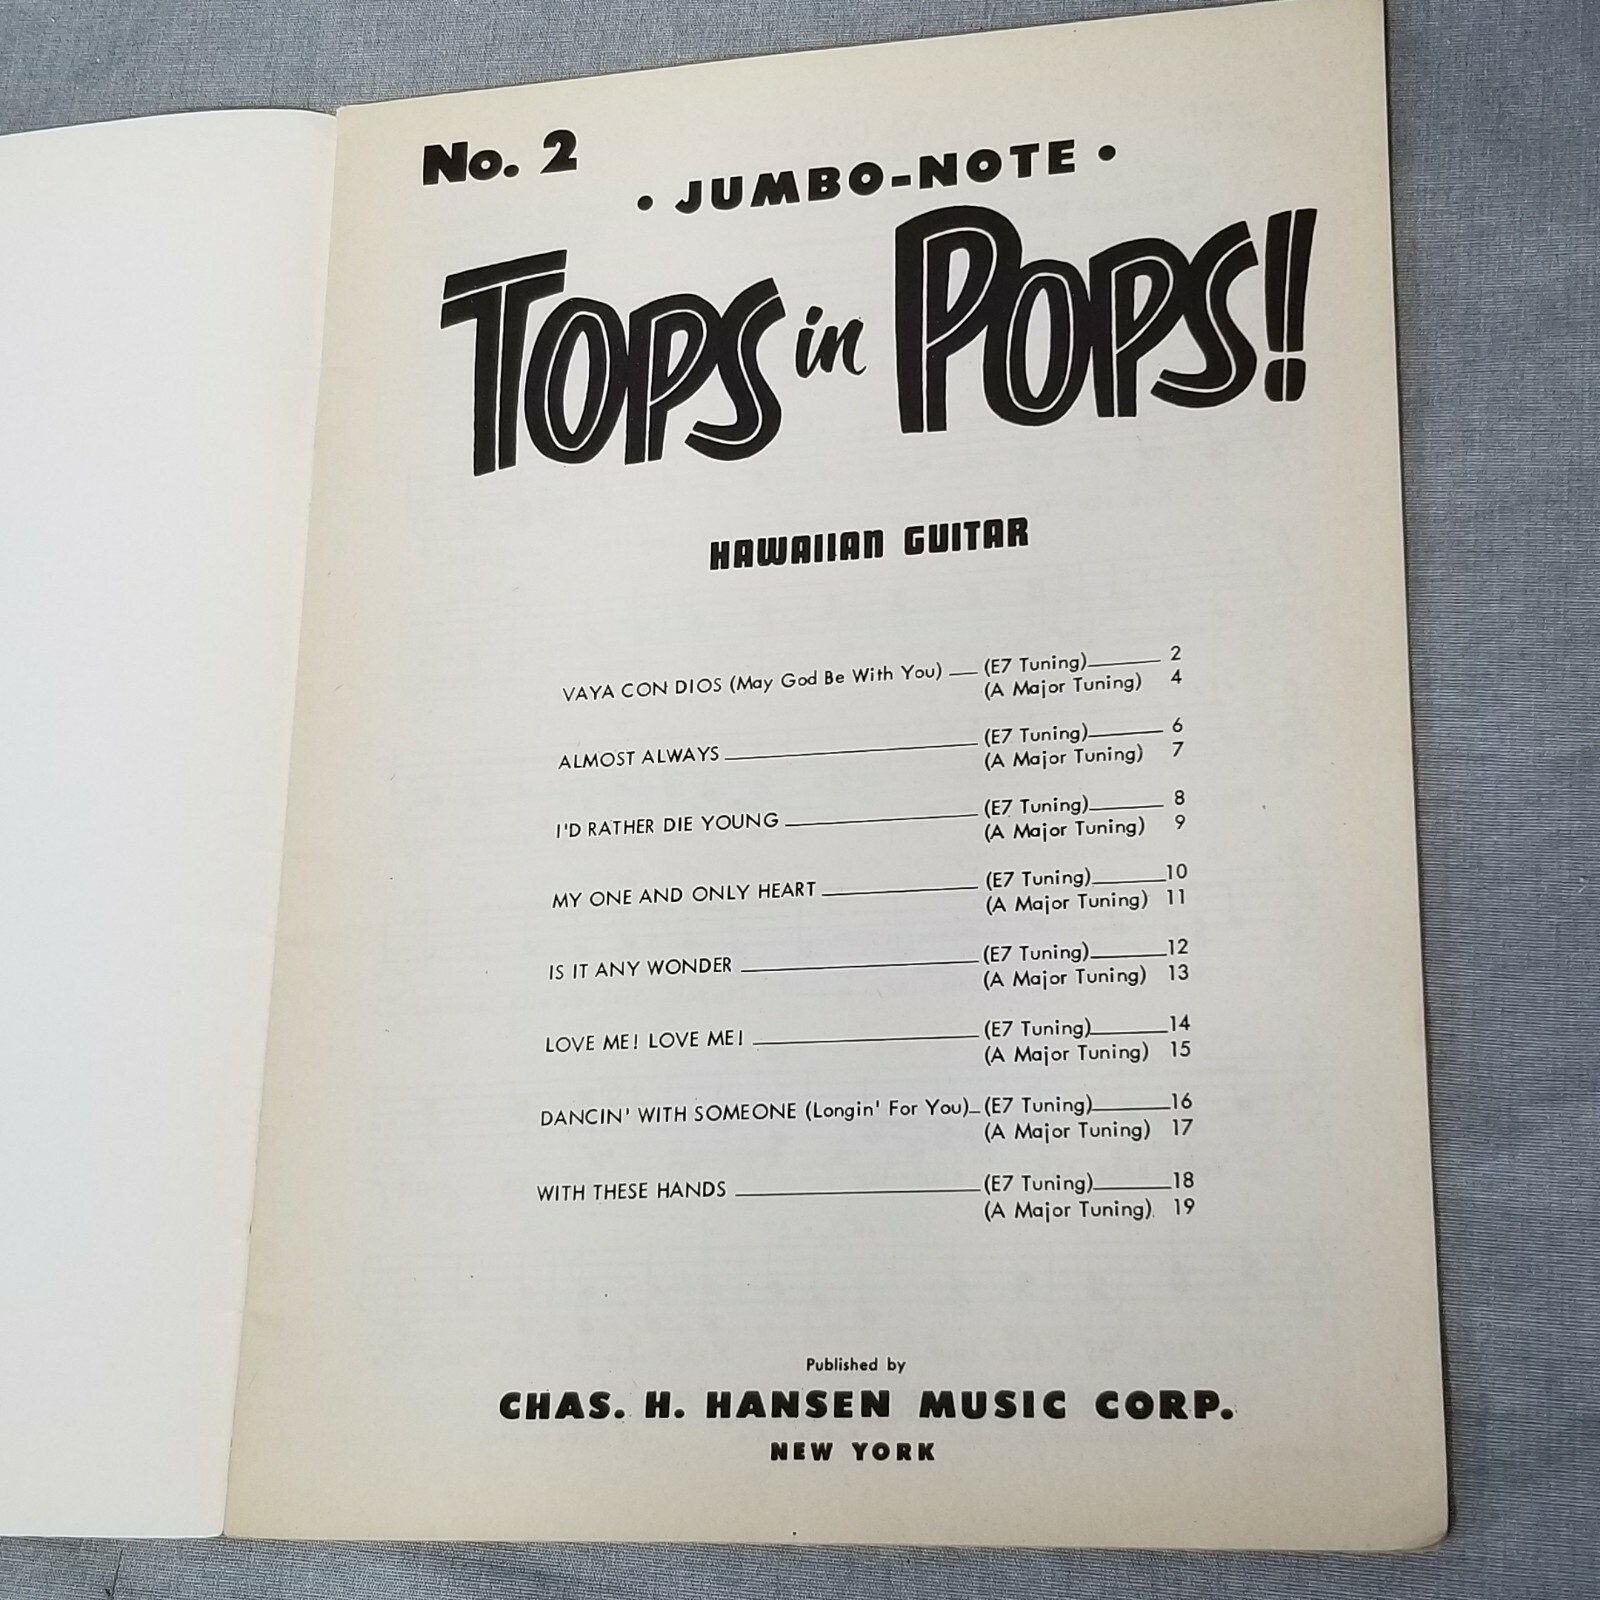 No. 2
• JUMBO-NOTE •
TOPS in POPS!
HAWAIIAN GUITAR
VAYA CON DIOS (May God Be With You) (E7 Tuning) 2
(A Major Tuning) 4
ALMOST ALWAYS (E7 Tuning) 6
(A Major Tuning) 7
I'D RATHER DIE YOUNG (E7 Tuning) 8
(A Major Tuning) 9
MY ONE AND ONLY HEART (E7 Tuning) 10
(A Major Tuning) 11
IS IT ANY WONDER (E7 Tuning) 12
(A Major Tuning) 13
LOVE ME! LOVE ME! (E7 Tuning) 14
(A Major Tuning) 15
DANCIN' WITH SOMEONE (Longin' For You) (E7 Tuning) 16
(A Major Tuning) 17
WITH THESE HANDS (E7 Tuning) 18
(A Major Tuning) 19
Published by
CHAS. H. HANSEN MUSIC CORP.
NEW YORK